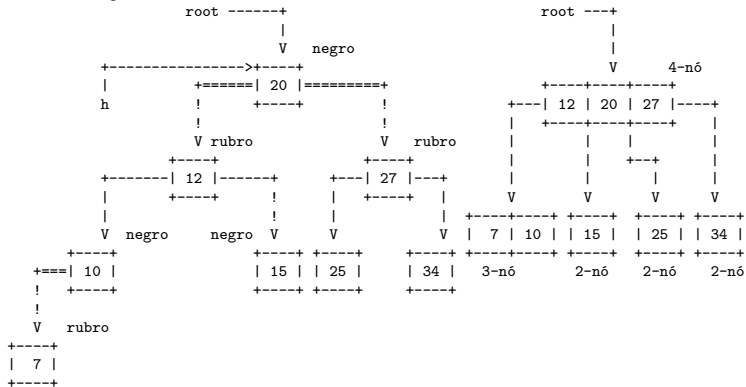 root ------+                                root ---+
|                                        |
V   negro                                |
+------------------>+----+                                   V      4-nó
|           +======| 20 |=========+                +----+----+----+
h           !      +----+         !            +---| 12 | 20 | 27 |----+
!                     !            |   +----+----+----+    |
V rubro               V   rubro    |        |    |         |
+----+                +----+           |        |    +--+      |
+--------| 12 |------+     +---| 27 |---+       |        |       |      |
|        +----+      !     |   +----+   |       |        |       |      |
|                    !     |            |       V        V       V      V
V  negro     negro   V     V            V   +----+----+ +----+ +----+ +----+
+----+             +----+ +----+       +----+ |  7 | 10 | | 15 | | 25 | | 34 |
+===| 10 |             | 15 | | 25 |       | 34 | +----+----+ +----+ +----+ +----+
!   +----+             +----+ +----+       +----+   3-nó       2-nó   2-nó   2-nó
!
V   rubro
+----+
|  7 |
+----+